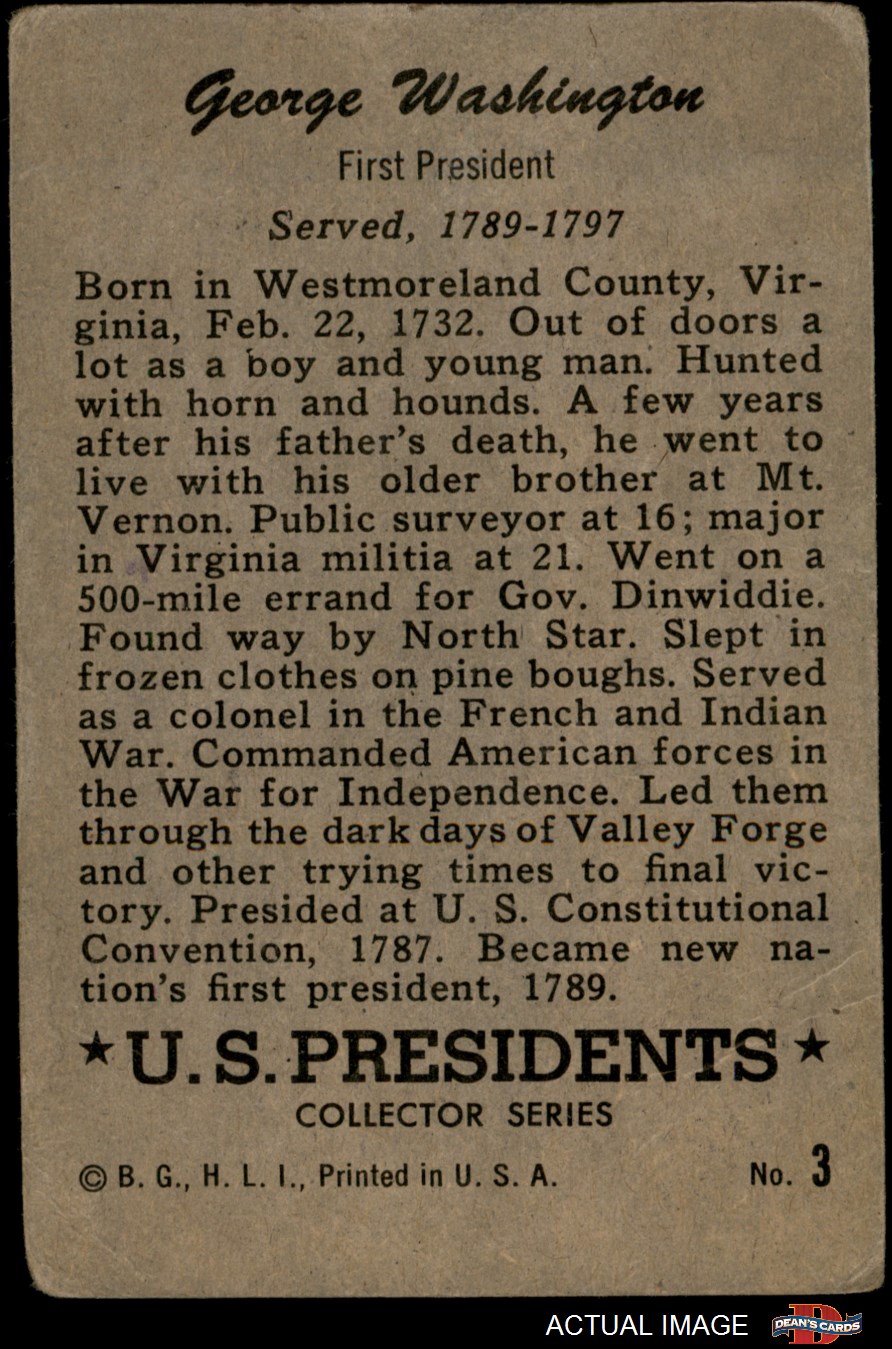 George Washington
First President
Served, 1789-1797
Born in Westmoreland County, Vir-
ginia, Feb. 22, 1732. Out of doors a
lot as a boy and young man. Hunted
with horn and hounds. A few years
after his father's death, he went to
live with his older brother at Mt.
Vernon. Public surveyor at 16; major
in Virginia militia at 21. Went on a
500-mile errand for Gov. Dinwiddie.
Found way by North Star. Slept in
frozen clothes on pine boughs. Served
as a colonel in the French and Indian
War. Commanded American forces in
the War for Independence. Led them
through the dark days of Valley Forge
and other trying times to final vic-
tory. Presided at U. S. Constitutional
Convention, 1787. Became new na-
tion's first president, 1789.
★ U.S. PRESIDENTS ★
COLLECTOR SERIES
© B. G., H. L. I., Printed in U. S. A. No. 3
ACTUAL IMAGE D DEAN'S CARDS